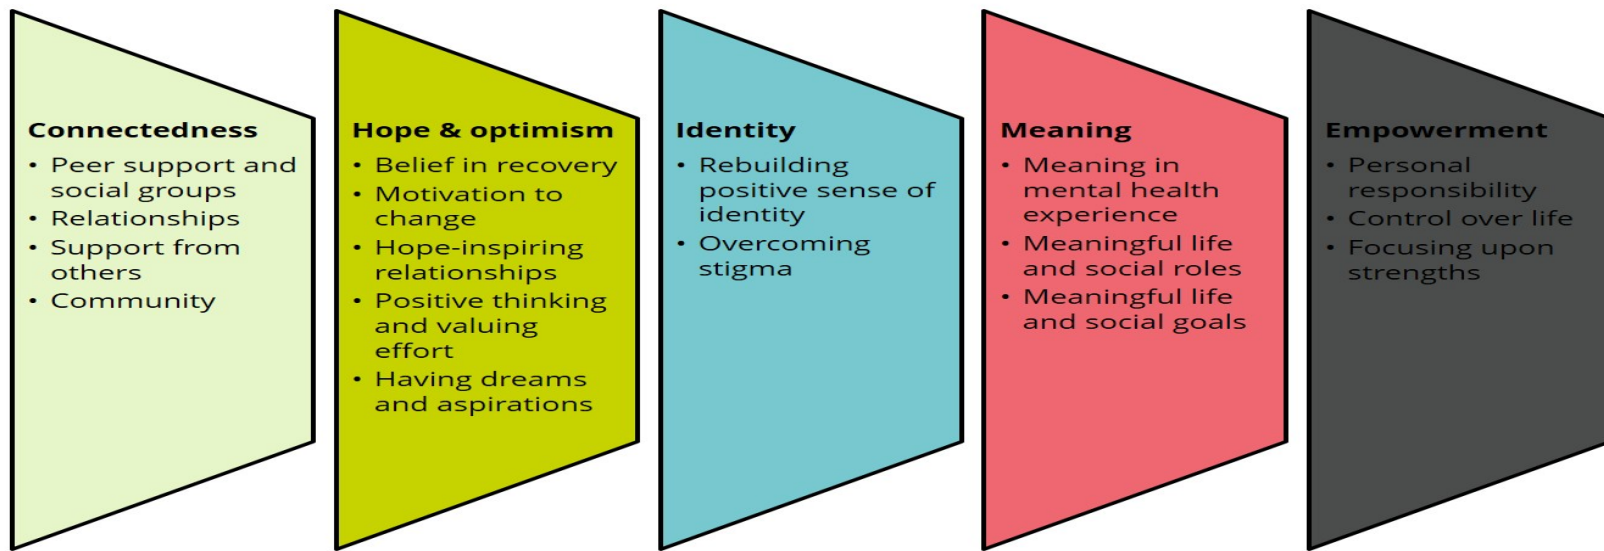 Connectedness
• Peer support and
social groups
• Relationships
• Support from
others
• Community
Hope & optimism
• Belief in recovery
• Motivation to
change
• Hope-inspiring
relationships
• Positive thinking
and valuing
effort
• Having dreams
and aspirations
Identity
• Rebuilding
positive sense of
identity
• Overcoming
stigma
Meaning
• Meaning in
mental health
experience
• Meaningful life
and social roles
• Meaningful life
and social goals
Empowerment
• Personal
responsibility
• Control over life
• Focusing upon
strengths